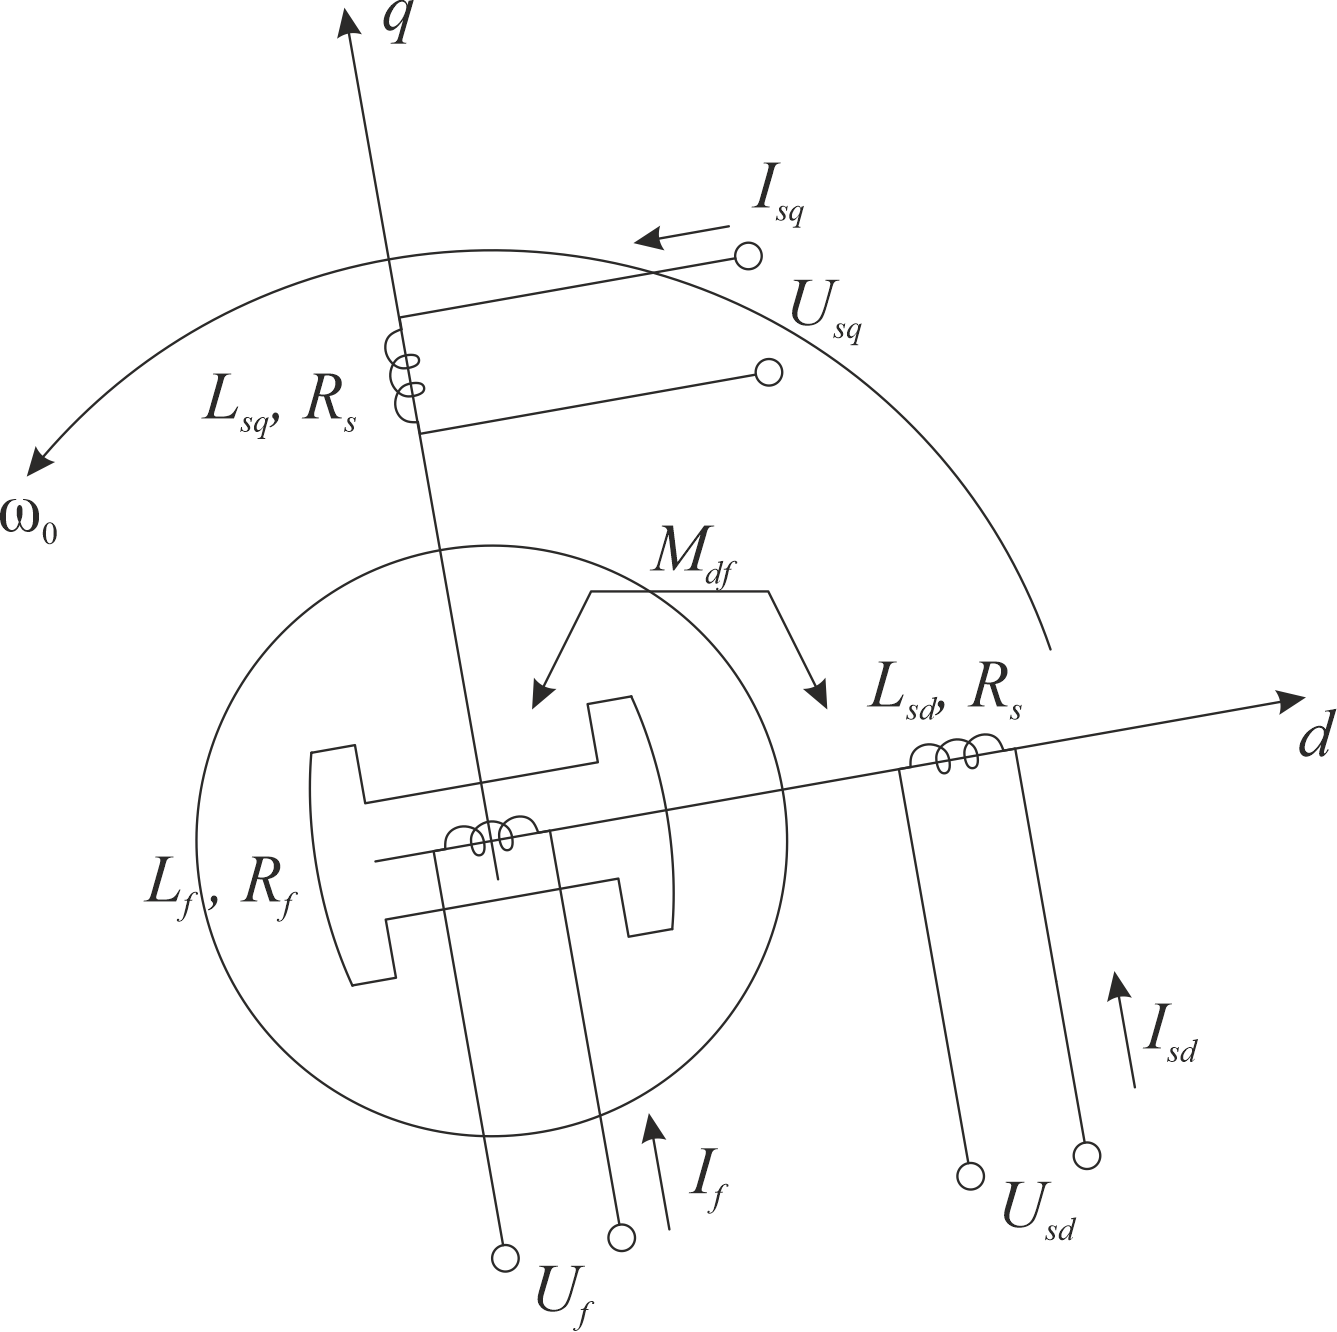 q
I_sq
U_sq
L_sq, R_s
ω_0
M_df
L_sd, R_s
d
L_f, R_f
I_sd
I_f
U_sd
U_f